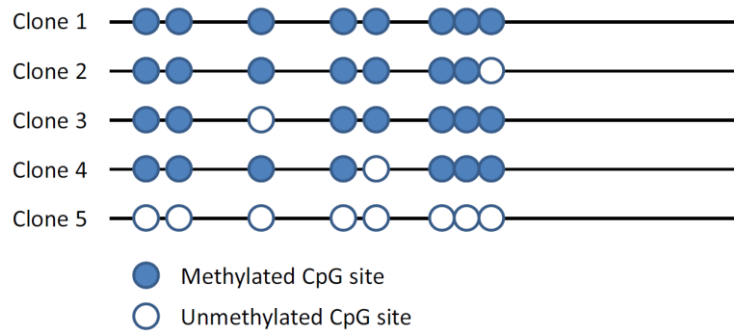 Clone 1
Clone 2
Clone 3
Clone 4
Clone 5
Methylated CpG site
Unmethylated CpG site